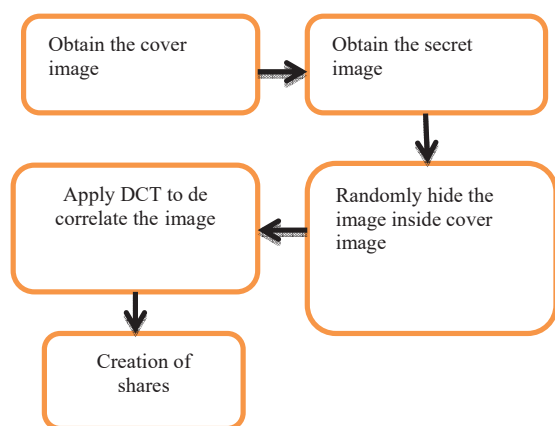 Obtain the cover
image
Obtain the secret
image
Randomly hide the
image inside cover
image
Apply DCT to de
correlate the image
Creation of
shares